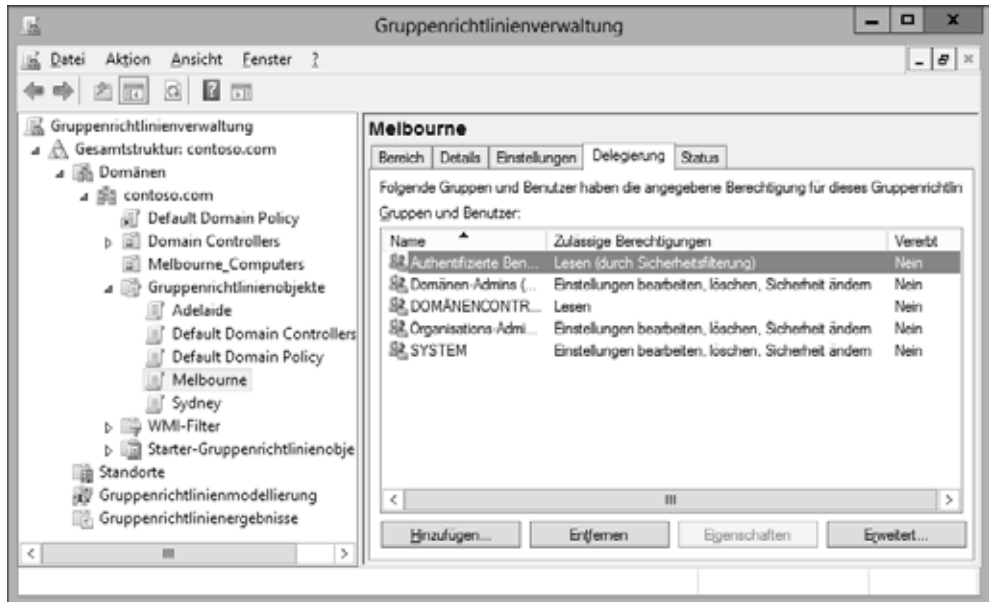 Gruppenrichtlinienverwaltung
Datei Aktion Ansicht Fenster ?
Gruppenrichtlinienverwaltung
Gesamtstruktur: contoso.com
Domänen
contoso.com
Default Domain Policy
Domain Controllers
Melbourne_Computers
Gruppenrichtlinienobjekte
Adelaide
Default Domain Controllers
Default Domain Policy
Melbourne
Sydney
WMI-Filter
Starter-Gruppenrichtlinienobje
Standorte
Gruppenrichtlinienmodellierung
Gruppenrichtlinienergebnisse
Melbourne
Bereich Details Einstellungen Delegierung Status
Folgende Gruppen und Benutzer haben die angegebene Berechtigung für dieses Gruppenrichtlin
Gruppen und Benutzer:
Name Zulässige Berechtigungen Vererbt
Authentifizierte Ben... Lesen (durch Sicherheitsfilterung) Nein
Domänen-Admins (... Einstellungen bearbeiten, löschen, Sicherheit ändern Nein
DOMÄNENCONTR... Lesen Nein
Organisations-Admi... Einstellungen bearbeiten, löschen, Sicherheit ändern Nein
SYSTEM Einstellungen bearbeiten, löschen, Sicherheit ändern Nein
Hinzufügen... Entfernen Eigenschaften Erweitert...